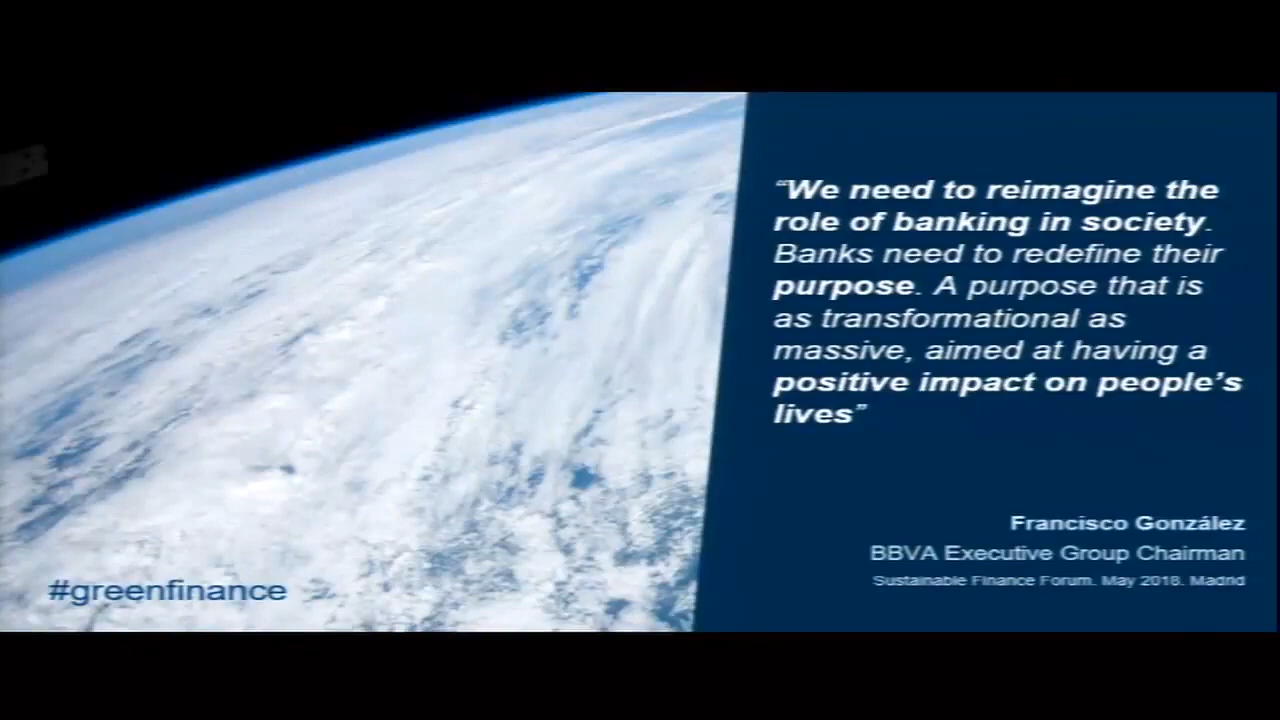 “We need to reimagine the
role of banking in society.
Banks need to redefine their
purpose. A purpose that is
as transformational as
massive, aimed at having a
positive impact on people’s
lives”
Francisco González
BBVA Executive Group Chairman
Sustainable Finance Forum. May 2018. Madrid
#greenfinance